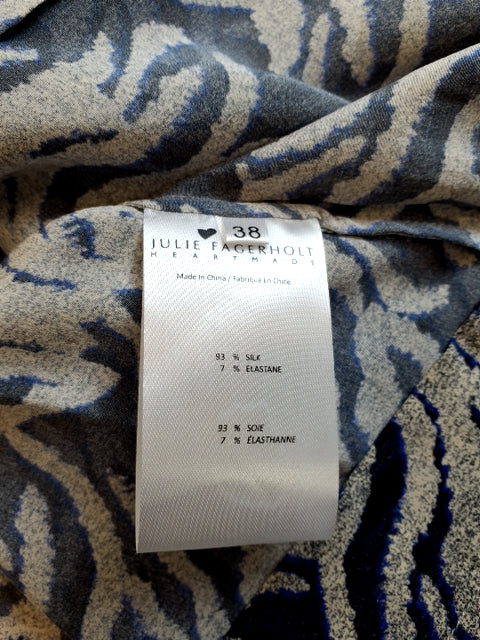 38
JULIE FAGERHOLT
HEARTMADE
Made In China / Fabriqué En Chine
93 % SILK
7 % ELASTANE
93 % SOIE
7 % ÉLASTHANNE